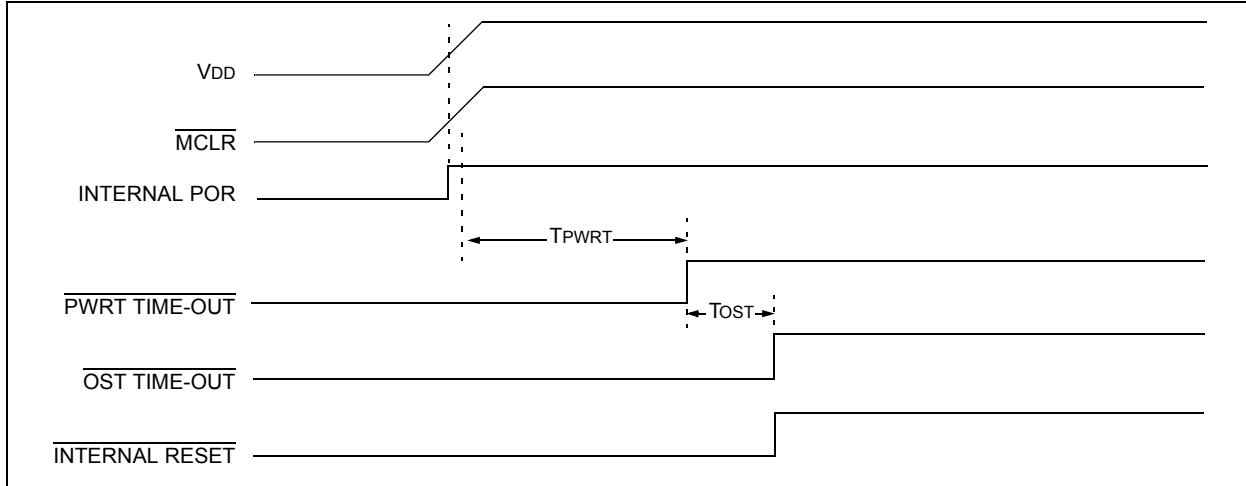 VDD
MCLR
INTERNAL POR
TPWRT
PWRT TIME-OUT
TOST
OST TIME-OUT
INTERNAL RESET